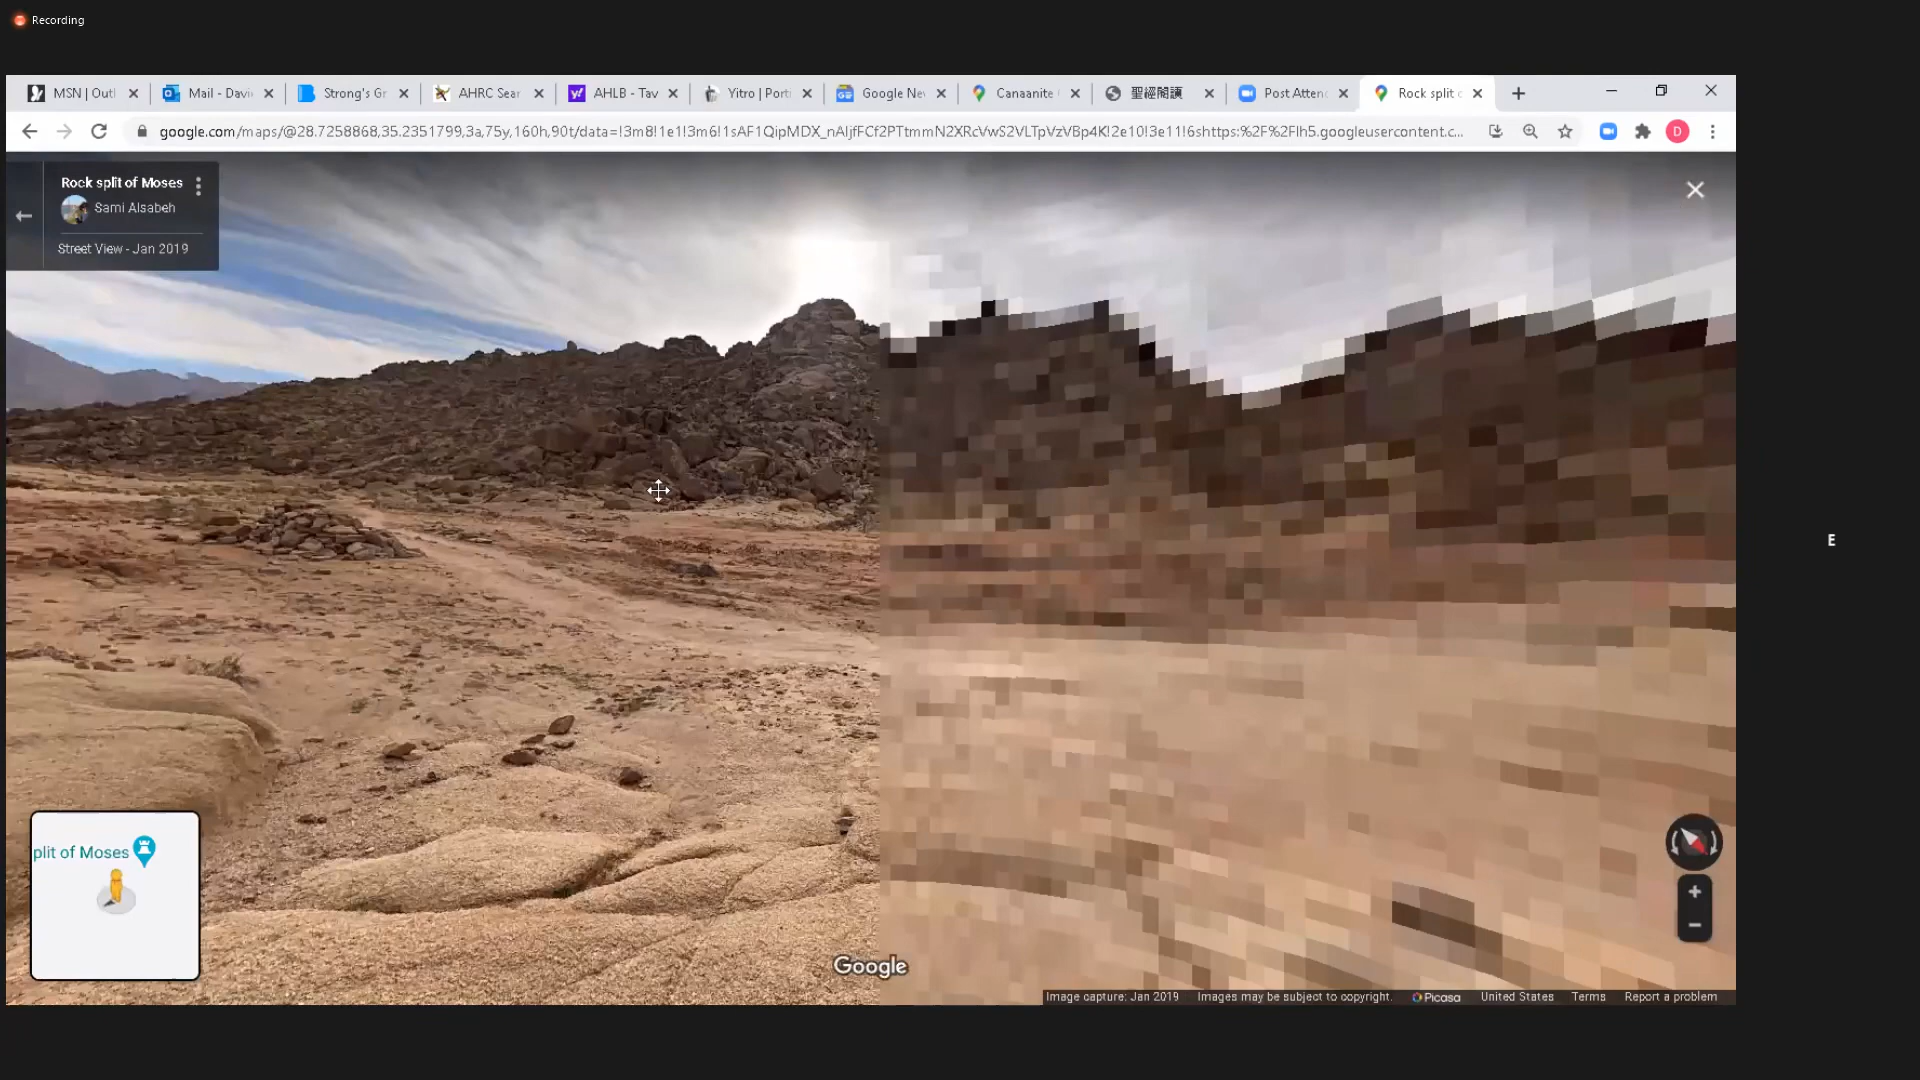 Recording
MSN | Outl
Mail - Davi
Strong's Gr
AHRC Sear
AHLB - Tav
Yitro | Porti
Google Nev
Canaanite
聖經閱讀
Post Atten
Rock split o
google.com/maps/@28.7258868,35.2351799,3a,75y,160h,90t/data=!3m8!1e1!3m6!1sAF1QipMDX_nAljfFCf2PTtmmN2XRcVwS2VLTpVzVBp4K!2e10!3e11!6shttps:%2F%2Flh5.googleusercontent.c...
D
Rock split of Moses
Sami Alsabeh
Street View - Jan 2019
E
plit of Moses
Google
Image capture: Jan 2019 Images may be subject to copyright. Picasa United States Terms Report a problem